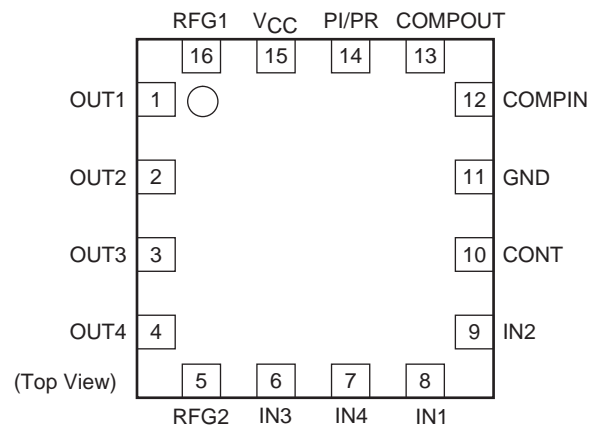 RFG1 VCC PI/PR COMPOUT
16 15 14 13
OUT1 1 12 COMPIN
OUT2 2 11 GND
OUT3 3 10 CONT
OUT4 4 9 IN2
(Top View) 5 6 7 8
RFG2 IN3 IN4 IN1